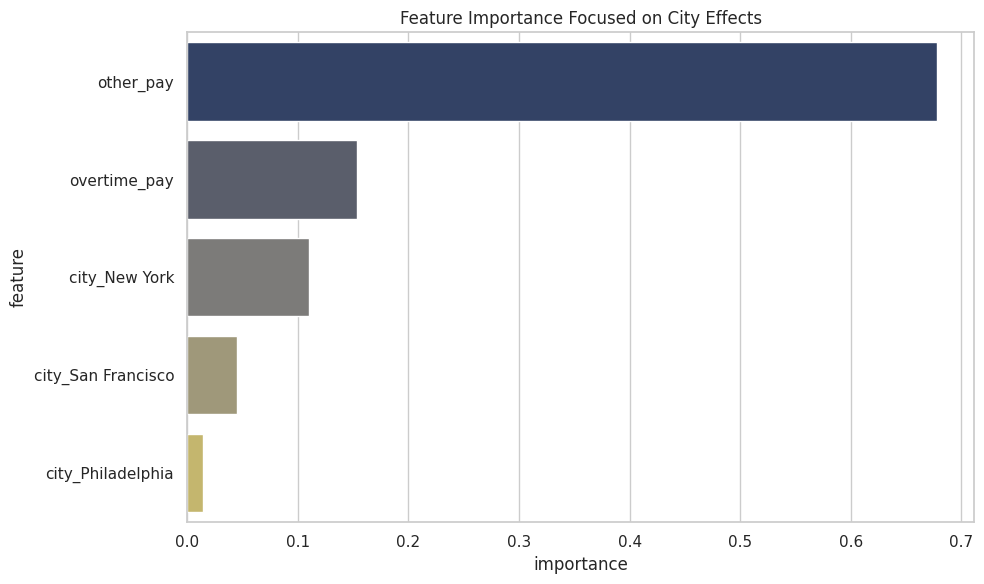 Feature Importance Focused on City Effects
other_pay
overtime_pay
city_New York
city_San Francisco
city_Philadelphia
feature
0.0 0.1 0.2 0.3 0.4 0.5 0.6 0.7
importance